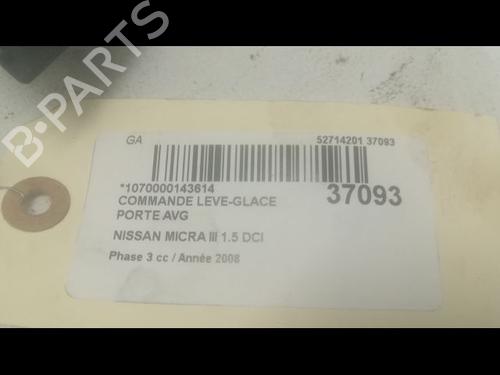 B-PARTS
GA
52714201 37093
*1070000143614
37093
COMMANDE LEVE-GLACE
PORTE AVG
NISSAN MICRA III 1.5 DCI
Phase 3 cc / Année 2008